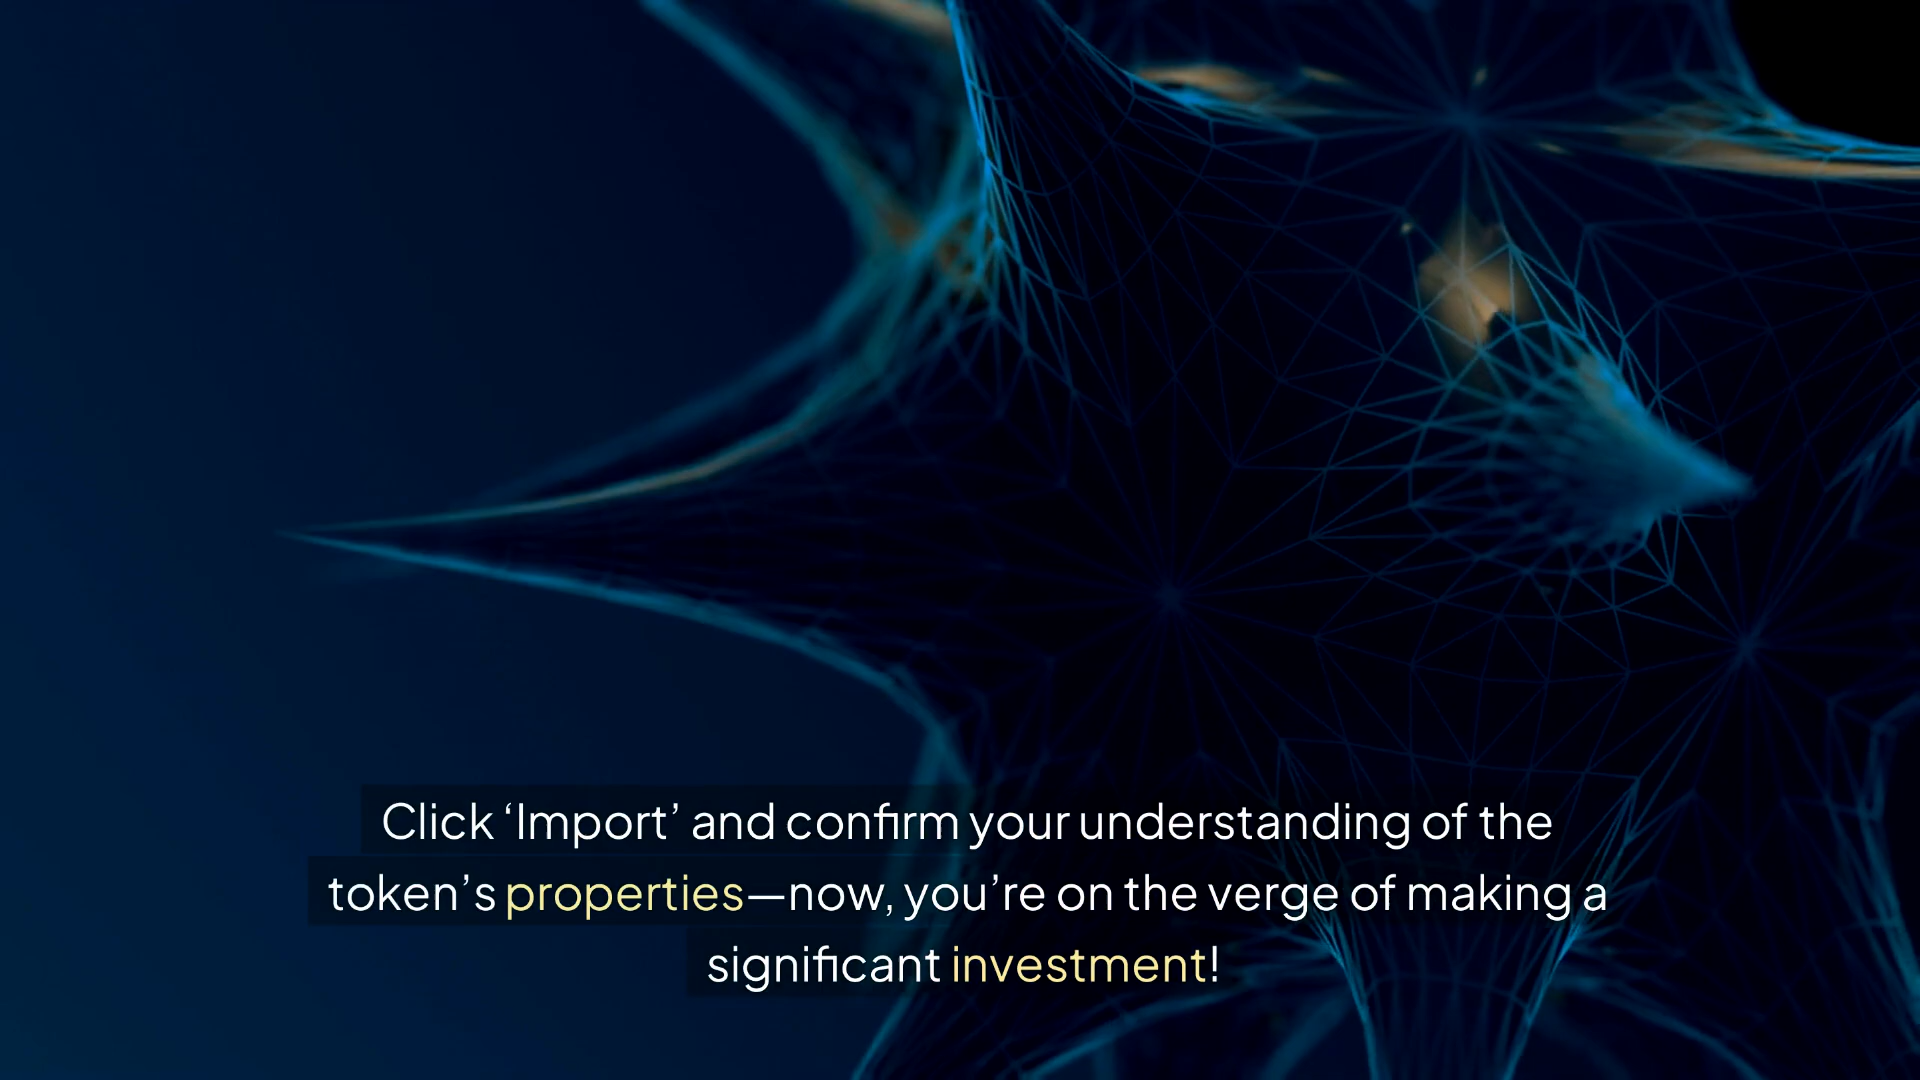 Click ‘Import’ and confirm your understanding of the
token’s properties—now, you’re on the verge of making a
significant investment!